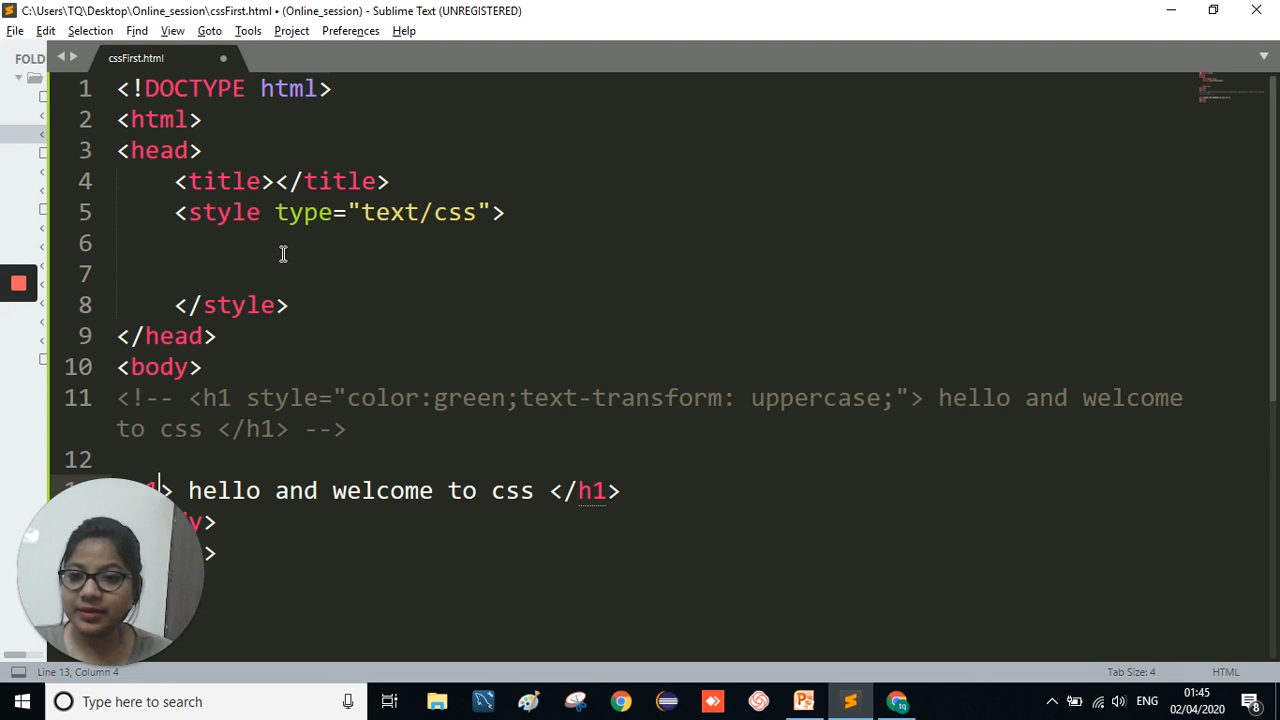 C:\Users\TQ\Desktop\Online_session\cssFirst.html • (Online_session) - Sublime Text (UNREGISTERED)
File Edit Selection Find View Goto Tools Project Preferences Help
FOLD
cssFirst.html
1 <!DOCTYPE html>
2 <html>
3 <head>
4 <title></title>
5 <style type="text/css">
6
7
8 </style>
9 </head>
10 <body>
11 <!-- <h1 style="color:green;text-transform: uppercase;"> hello and welcome
to css </h1> -->
12
> hello and welcome to css </h1>
>
>
Line 13, Column 4
Tab Size: 4
HTML
Type here to search
tq
ENG
01:45
02/04/2020
8